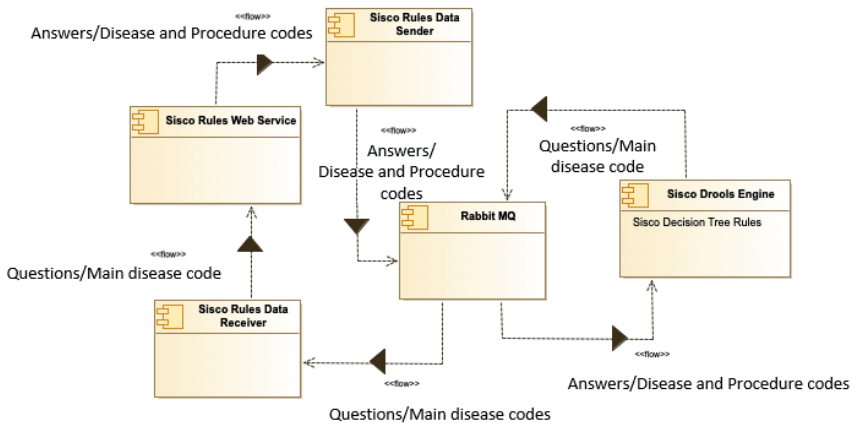 <<flow>>
Sisco Rules Data
Sender
Answers/Disease and Procedure codes
Sisco Rules Web Service
<<flow>>
Answers/
Disease and Procedure
codes
<<flow>>
Questions/Main
disease code
Sisco Drools Engine
Sisco Decision Tree Rules
Rabbit MQ
<<flow>>
Questions/Main disease code
Sisco Rules Data
Receiver
<<flow>>
Answers/Disease and Procedure codes
<<flow>>
Questions/Main disease codes